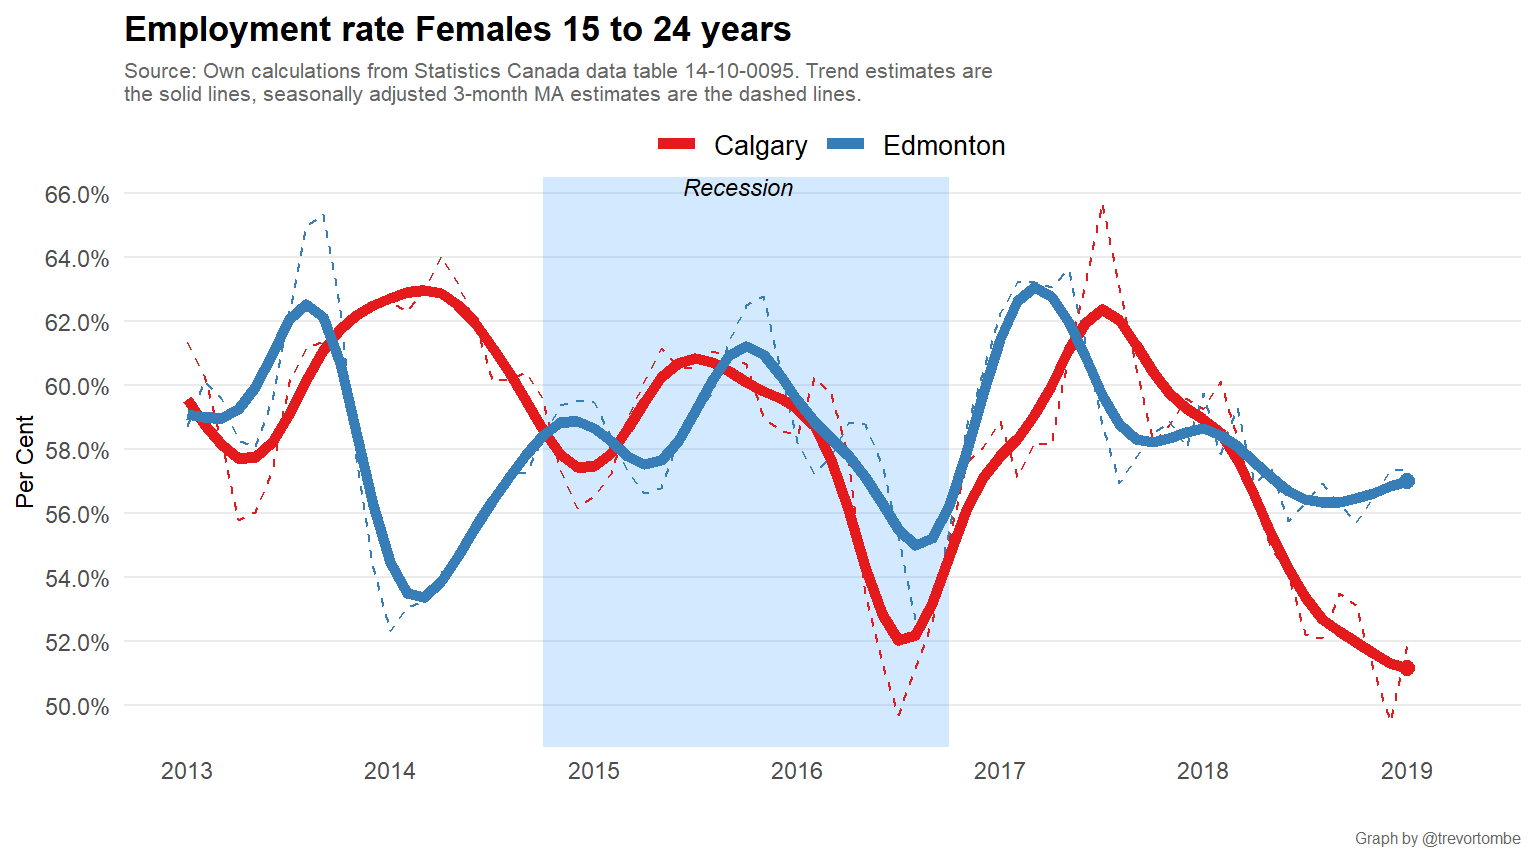 Employment rate Females 15 to 24 years
Source: Own calculations from Statistics Canada data table 14-10-0095. Trend estimates are
the solid lines, seasonally adjusted 3-month MA estimates are the dashed lines.
Calgary Edmonton
Recession
66.0%
64.0%
62.0%
60.0%
58.0%
56.0%
54.0%
52.0%
50.0%
Per Cent
2013 2014 2015 2016 2017 2018 2019
Graph by @trevortombe